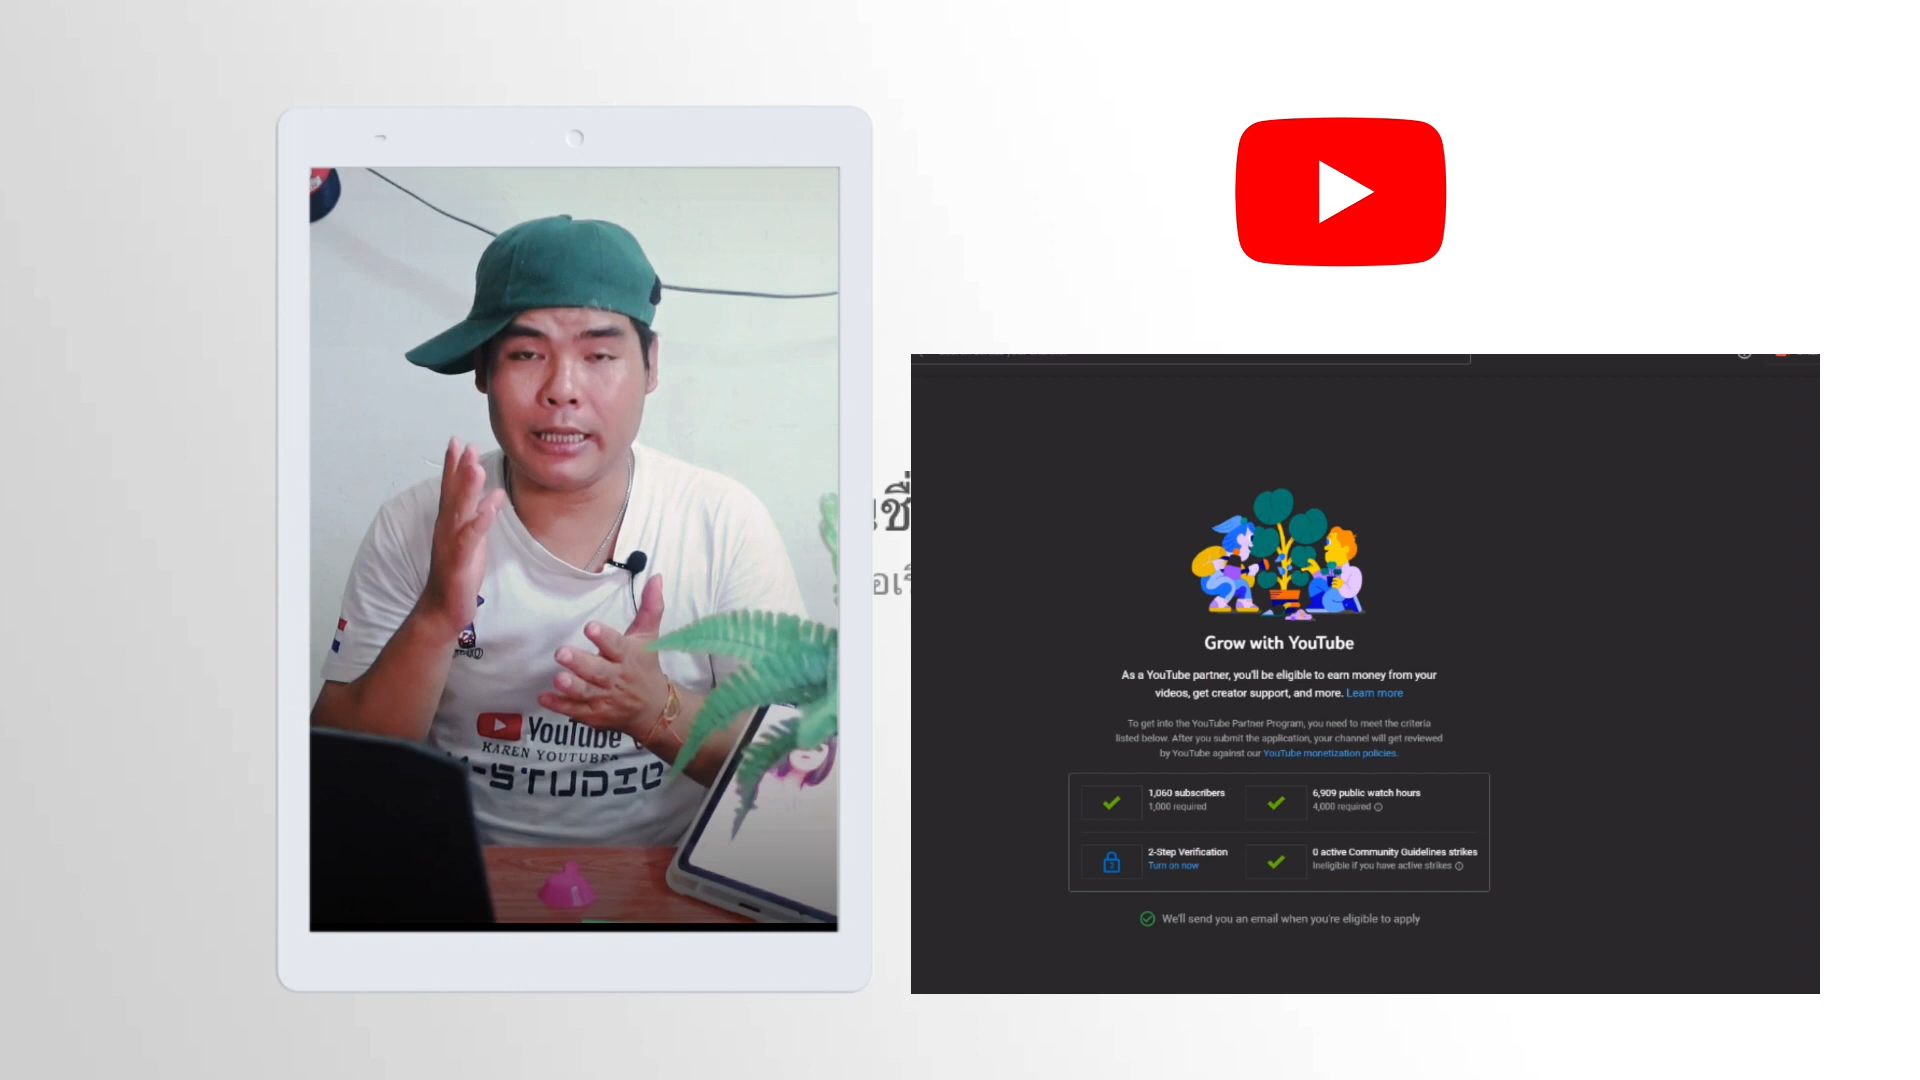 YouTube
KAREN YOUTUBE
-STUDIO
ชื่
อเ
Grow with YouTube
As a YouTube partner, you'll be eligible to earn money from your
videos, get creator support, and more. Learn more
To get into the YouTube Partner Program, you need to meet the criteria
listed below. After you submit the application, your channel will get reviewed
by YouTube against our YouTube monetization policies.
1,060 subscribers
1,000 required
6,909 public watch hours
4,000 required
2-Step Verification
Turn on now
0 active Community Guidelines strikes
Ineligible if you have active strikes
We'll send you an email when you're eligible to apply